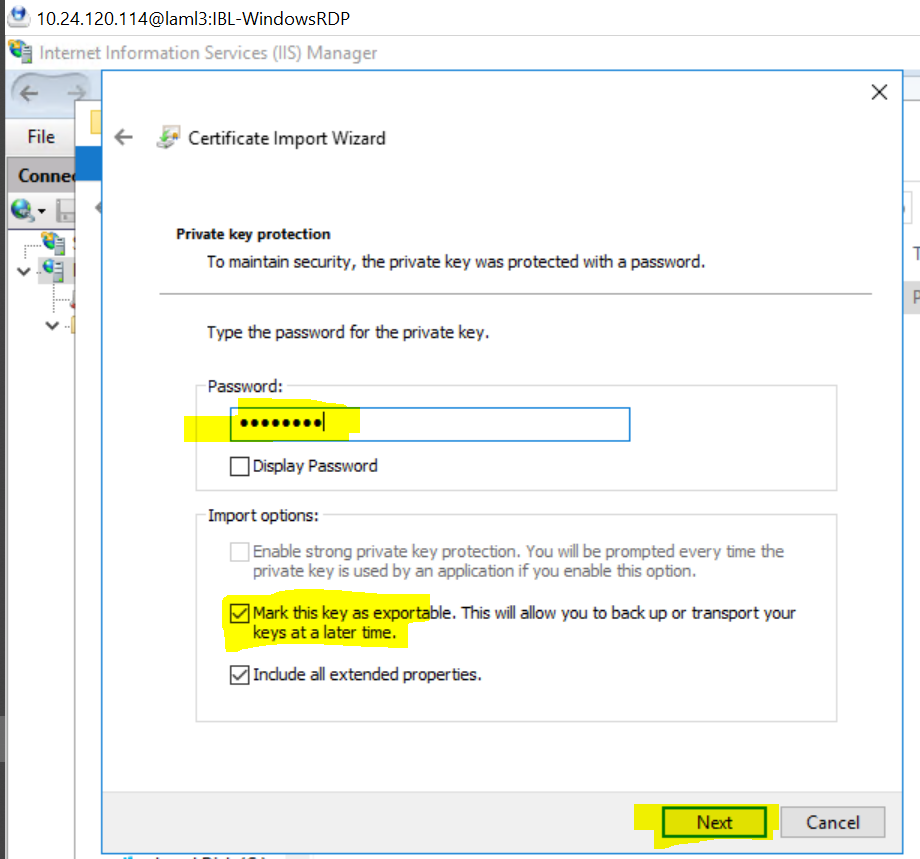 10.24.120.114@laml3:IBL-WindowsRDP
Internet Information Services (IIS) Manager
File
Certificate Import Wizard
Private key protection
To maintain security, the private key was protected with a password.
Type the password for the private key.
Password:
••••••••
Display Password
Import options:
Enable strong private key protection. You will be prompted every time the
private key is used by an application if you enable this option.
Mark this key as exportable. This will allow you to back up or transport your
keys at a later time.
Include all extended properties.
Next
Cancel